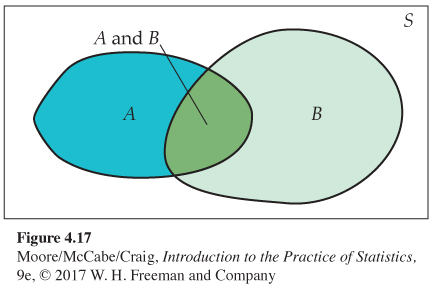 S
A and B
A
B
Figure 4.17
Moore/McCabe/Craig, Introduction to the Practice of Statistics,
9e, © 2017 W. H. Freeman and Company